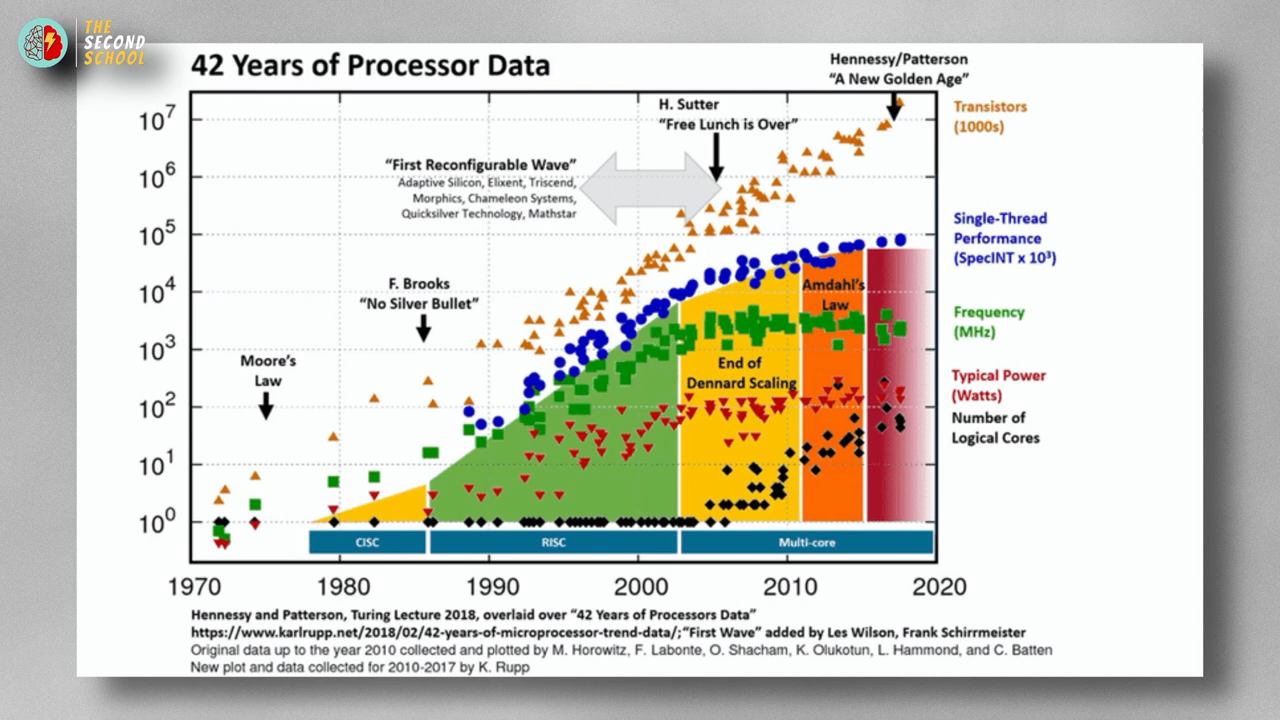 THE
SECOND
SCHOOL
42 Years of Processor Data
Hennessy/Patterson
“A New Golden Age”
H. Sutter
“Free Lunch is Over”
“First Reconfigurable Wave”
Adaptive Silicon, Elixent, Triscend,
Morphics, Chameleon Systems,
Quicksilver Technology, Mathstar
F. Brooks
“No Silver Bullet”
Moore’s
Law
Amdahl’s
Law
End of
Dennard Scaling
Transistors
(1000s)
Single-Thread
Performance
(SpecINT x 10³)
Frequency
(MHz)
Typical Power
(Watts)
Number of
Logical Cores
10⁷
10⁶
10⁵
10⁴
10³
10²
10¹
10⁰
CISC
RISC
Multi-core
1970
1980
1990
2000
2010
2020
Hennessy and Patterson, Turing Lecture 2018, overlaid over “42 Years of Processors Data”
https://www.karlrupp.net/2018/02/42-years-of-microprocessor-trend-data/; “First Wave” added by Les Wilson, Frank Schirrmeister
Original data up to the year 2010 collected and plotted by M. Horowitz, F. Labonte, O. Shacham, K. Olukotun, L. Hammond, and C. Batten
New plot and data collected for 2010-2017 by K. Rupp